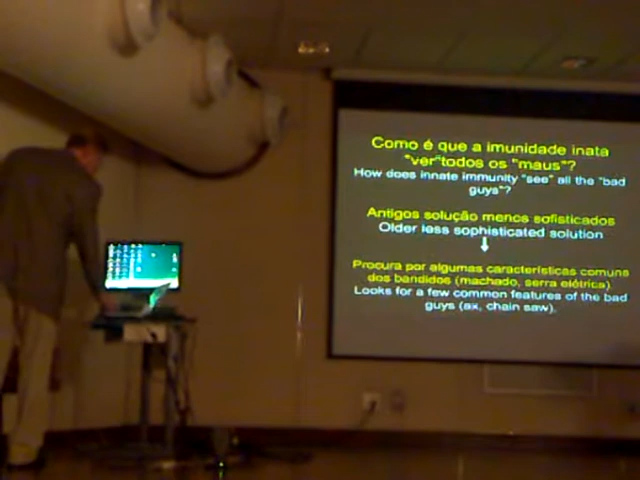 Como é que a imunidade inata
"ver"todos os "maus"?
How does innate immunity "see" all the "bad
guys"?
Antigos solução menos sofisticados
Older less sophisticated solution
Procura por algumas características comuns
dos bandidos (machado, serra elétrica).
Looks for a few common features of the bad
guys (ax, chain saw).